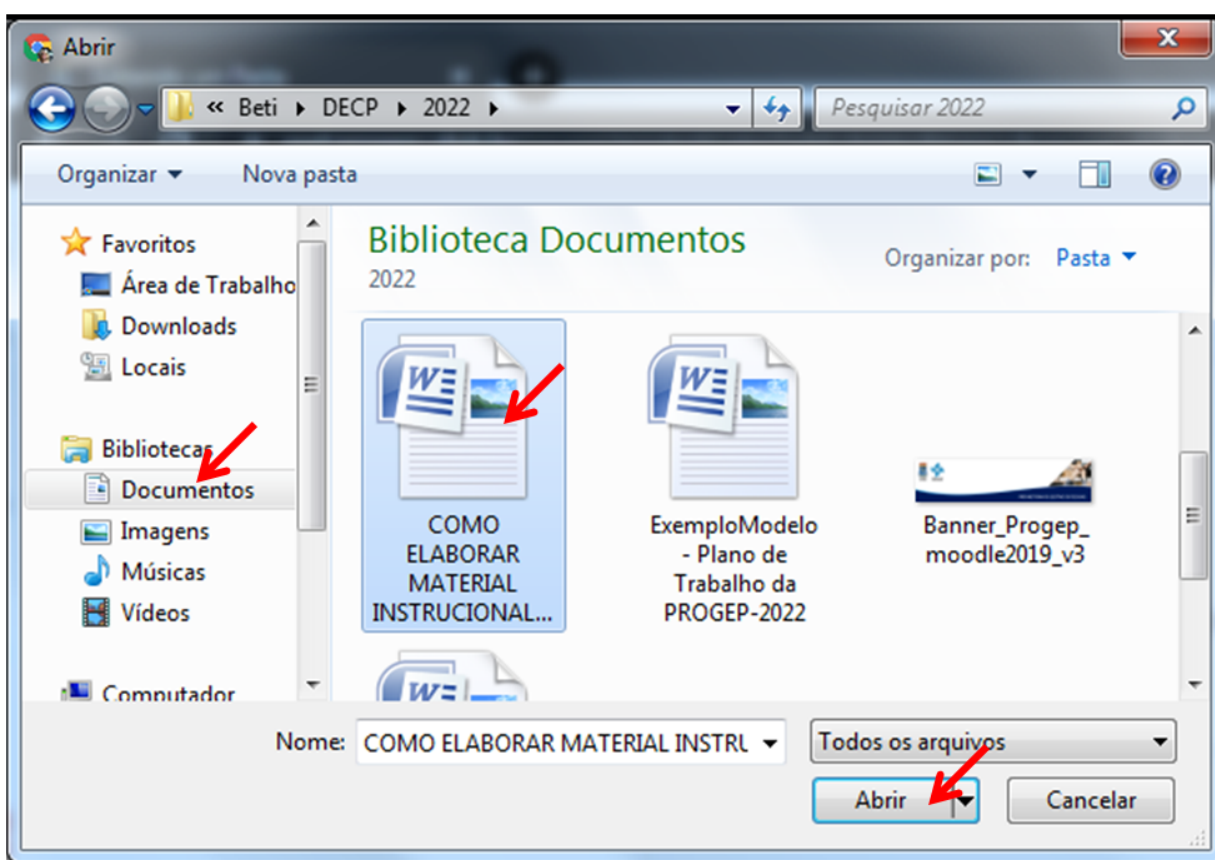 Abrir
« Beti ▸ DECP ▸ 2022 ▸
Pesquisar 2022
Organizar
Nova pasta
Favoritos
Área de Trabalho
Downloads
Locais
Bibliotecas
Documentos
Imagens
Músicas
Vídeos
Computador
Biblioteca Documentos
2022
Organizar por: Pasta
COMO
ELABORAR
MATERIAL
INSTRUCIONAL...
ExemploModelo
- Plano de
Trabalho da
PROGEP-2022
Banner_Progep_
moodle2019_v3
Nome: COMO ELABORAR MATERIAL INSTRU
Todos os arquivos
Abrir
Cancelar